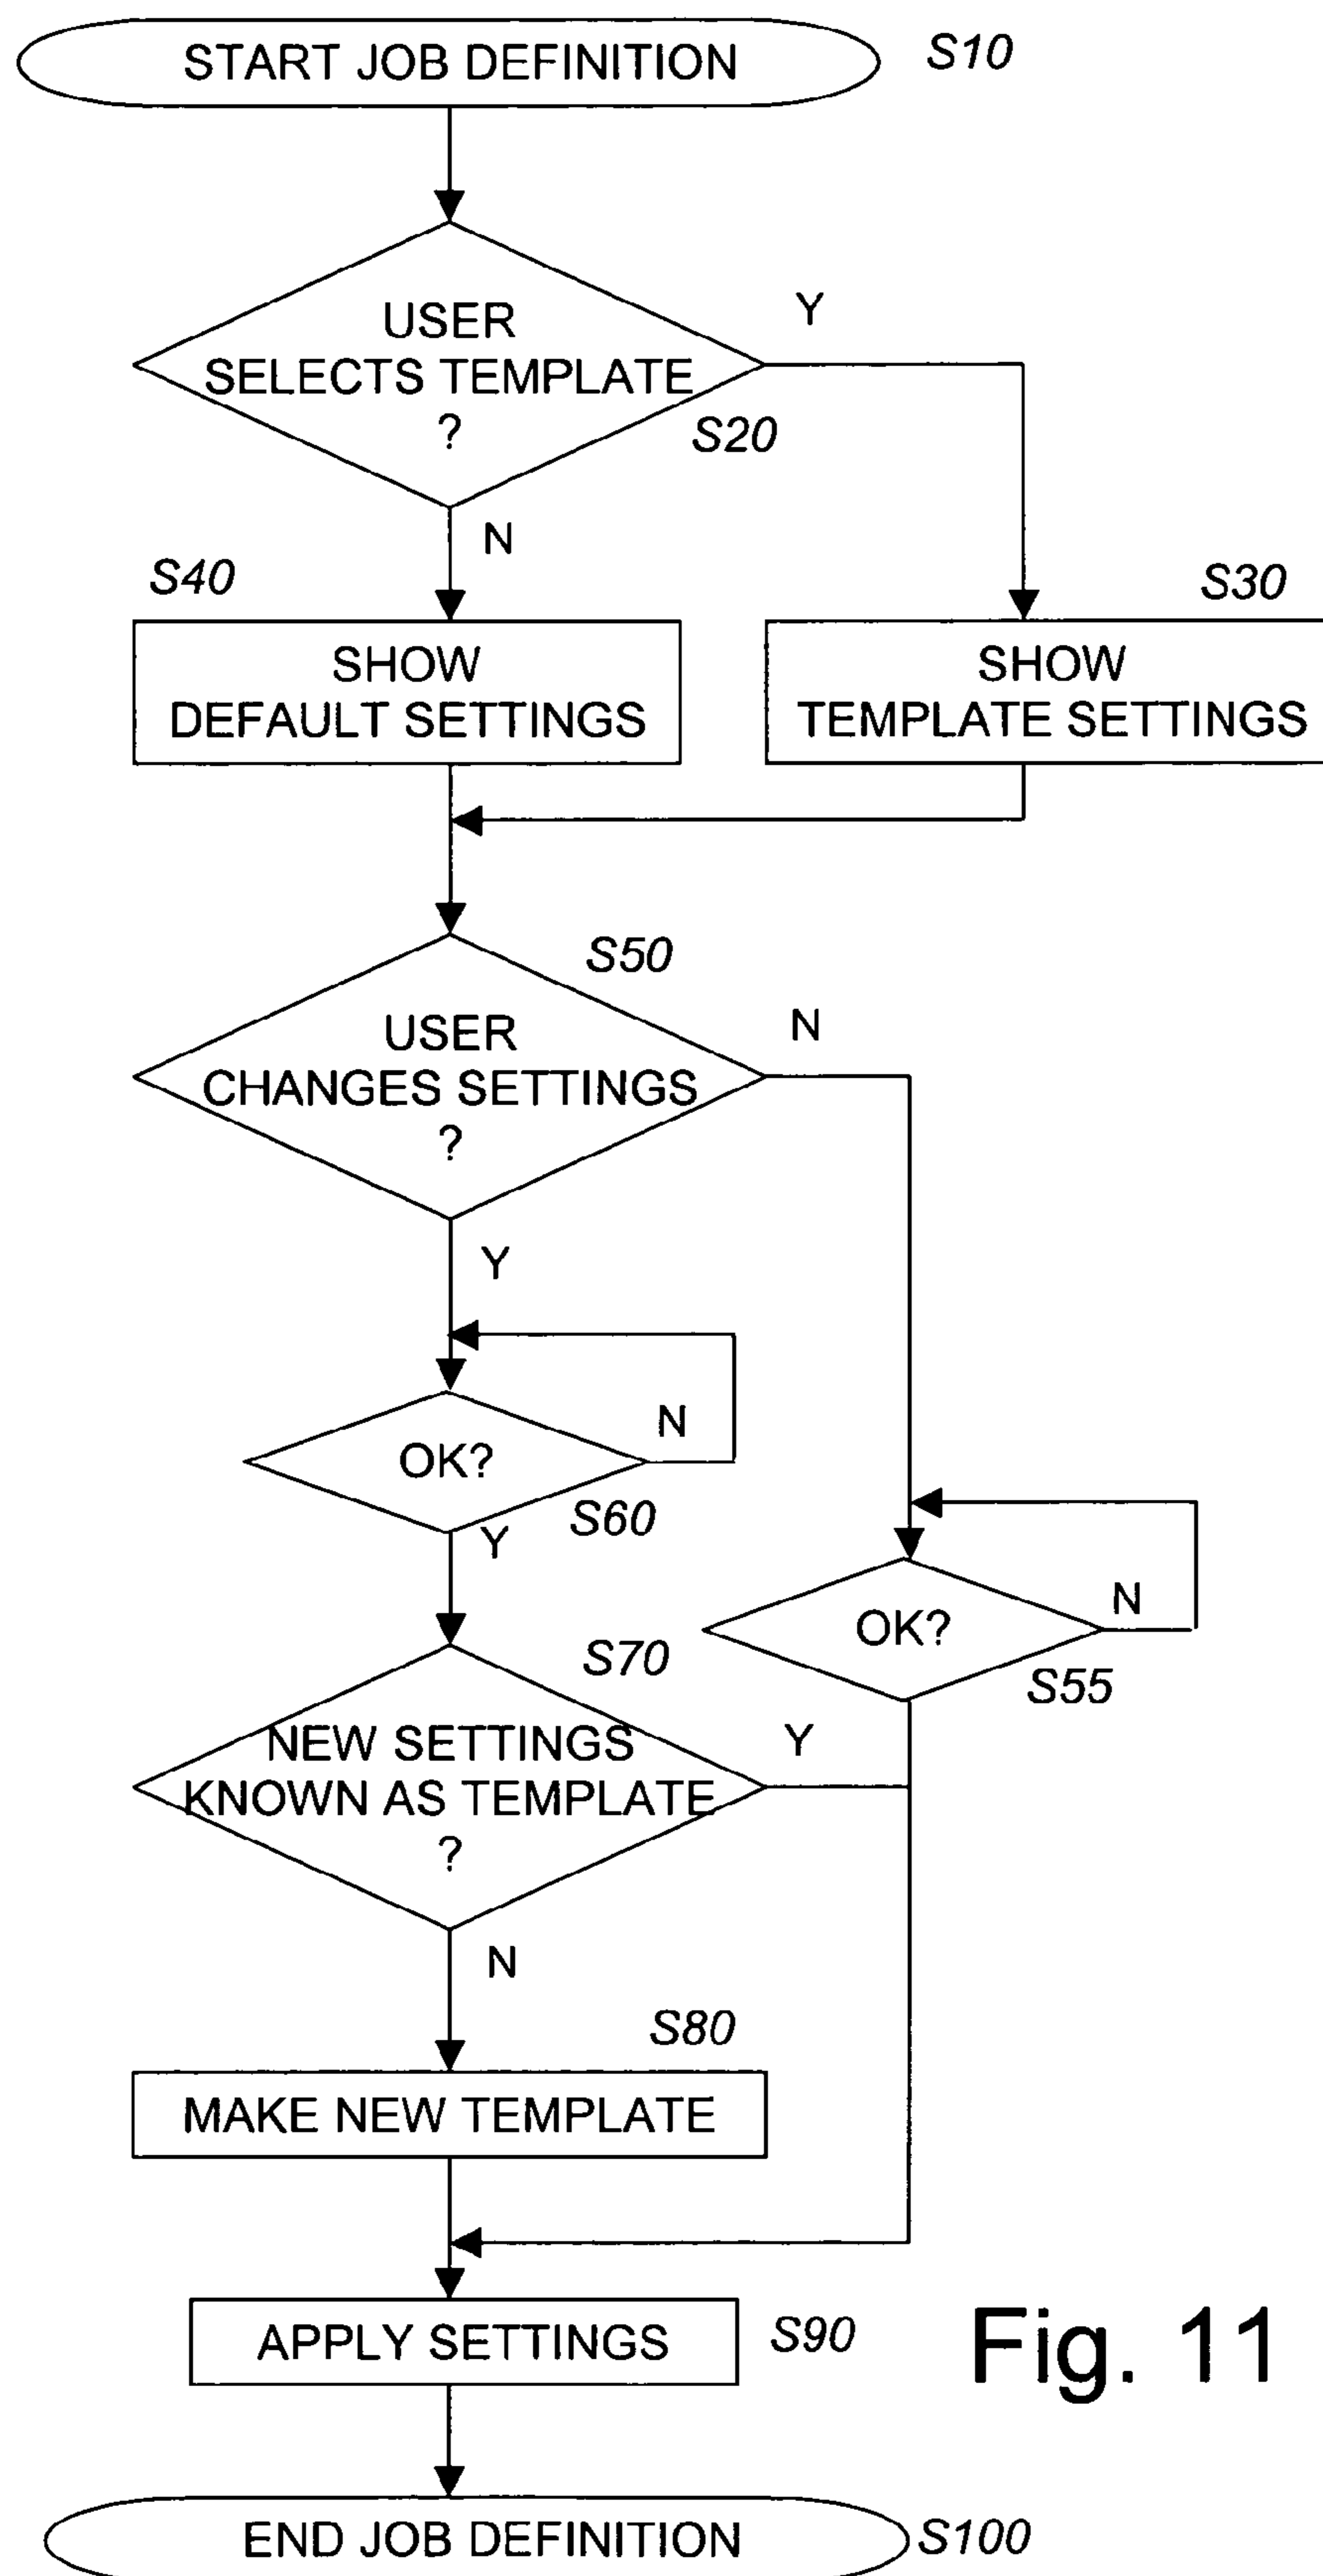 START JOB DEFINITION
S10
USER
SELECTS TEMPLATE
?
Y
S20
N
S40
S30
SHOW
DEFAULT SETTINGS
SHOW
TEMPLATE SETTINGS
S50
USER
CHANGES SETTINGS
?
N
Y
OK?
N
S60
Y
OK?
N
S55
S70
NEW SETTINGS
KNOWN AS TEMPLATE
?
Y
N
S80
MAKE NEW TEMPLATE
APPLY SETTINGS
S90
Fig. 11
END JOB DEFINITION
S100